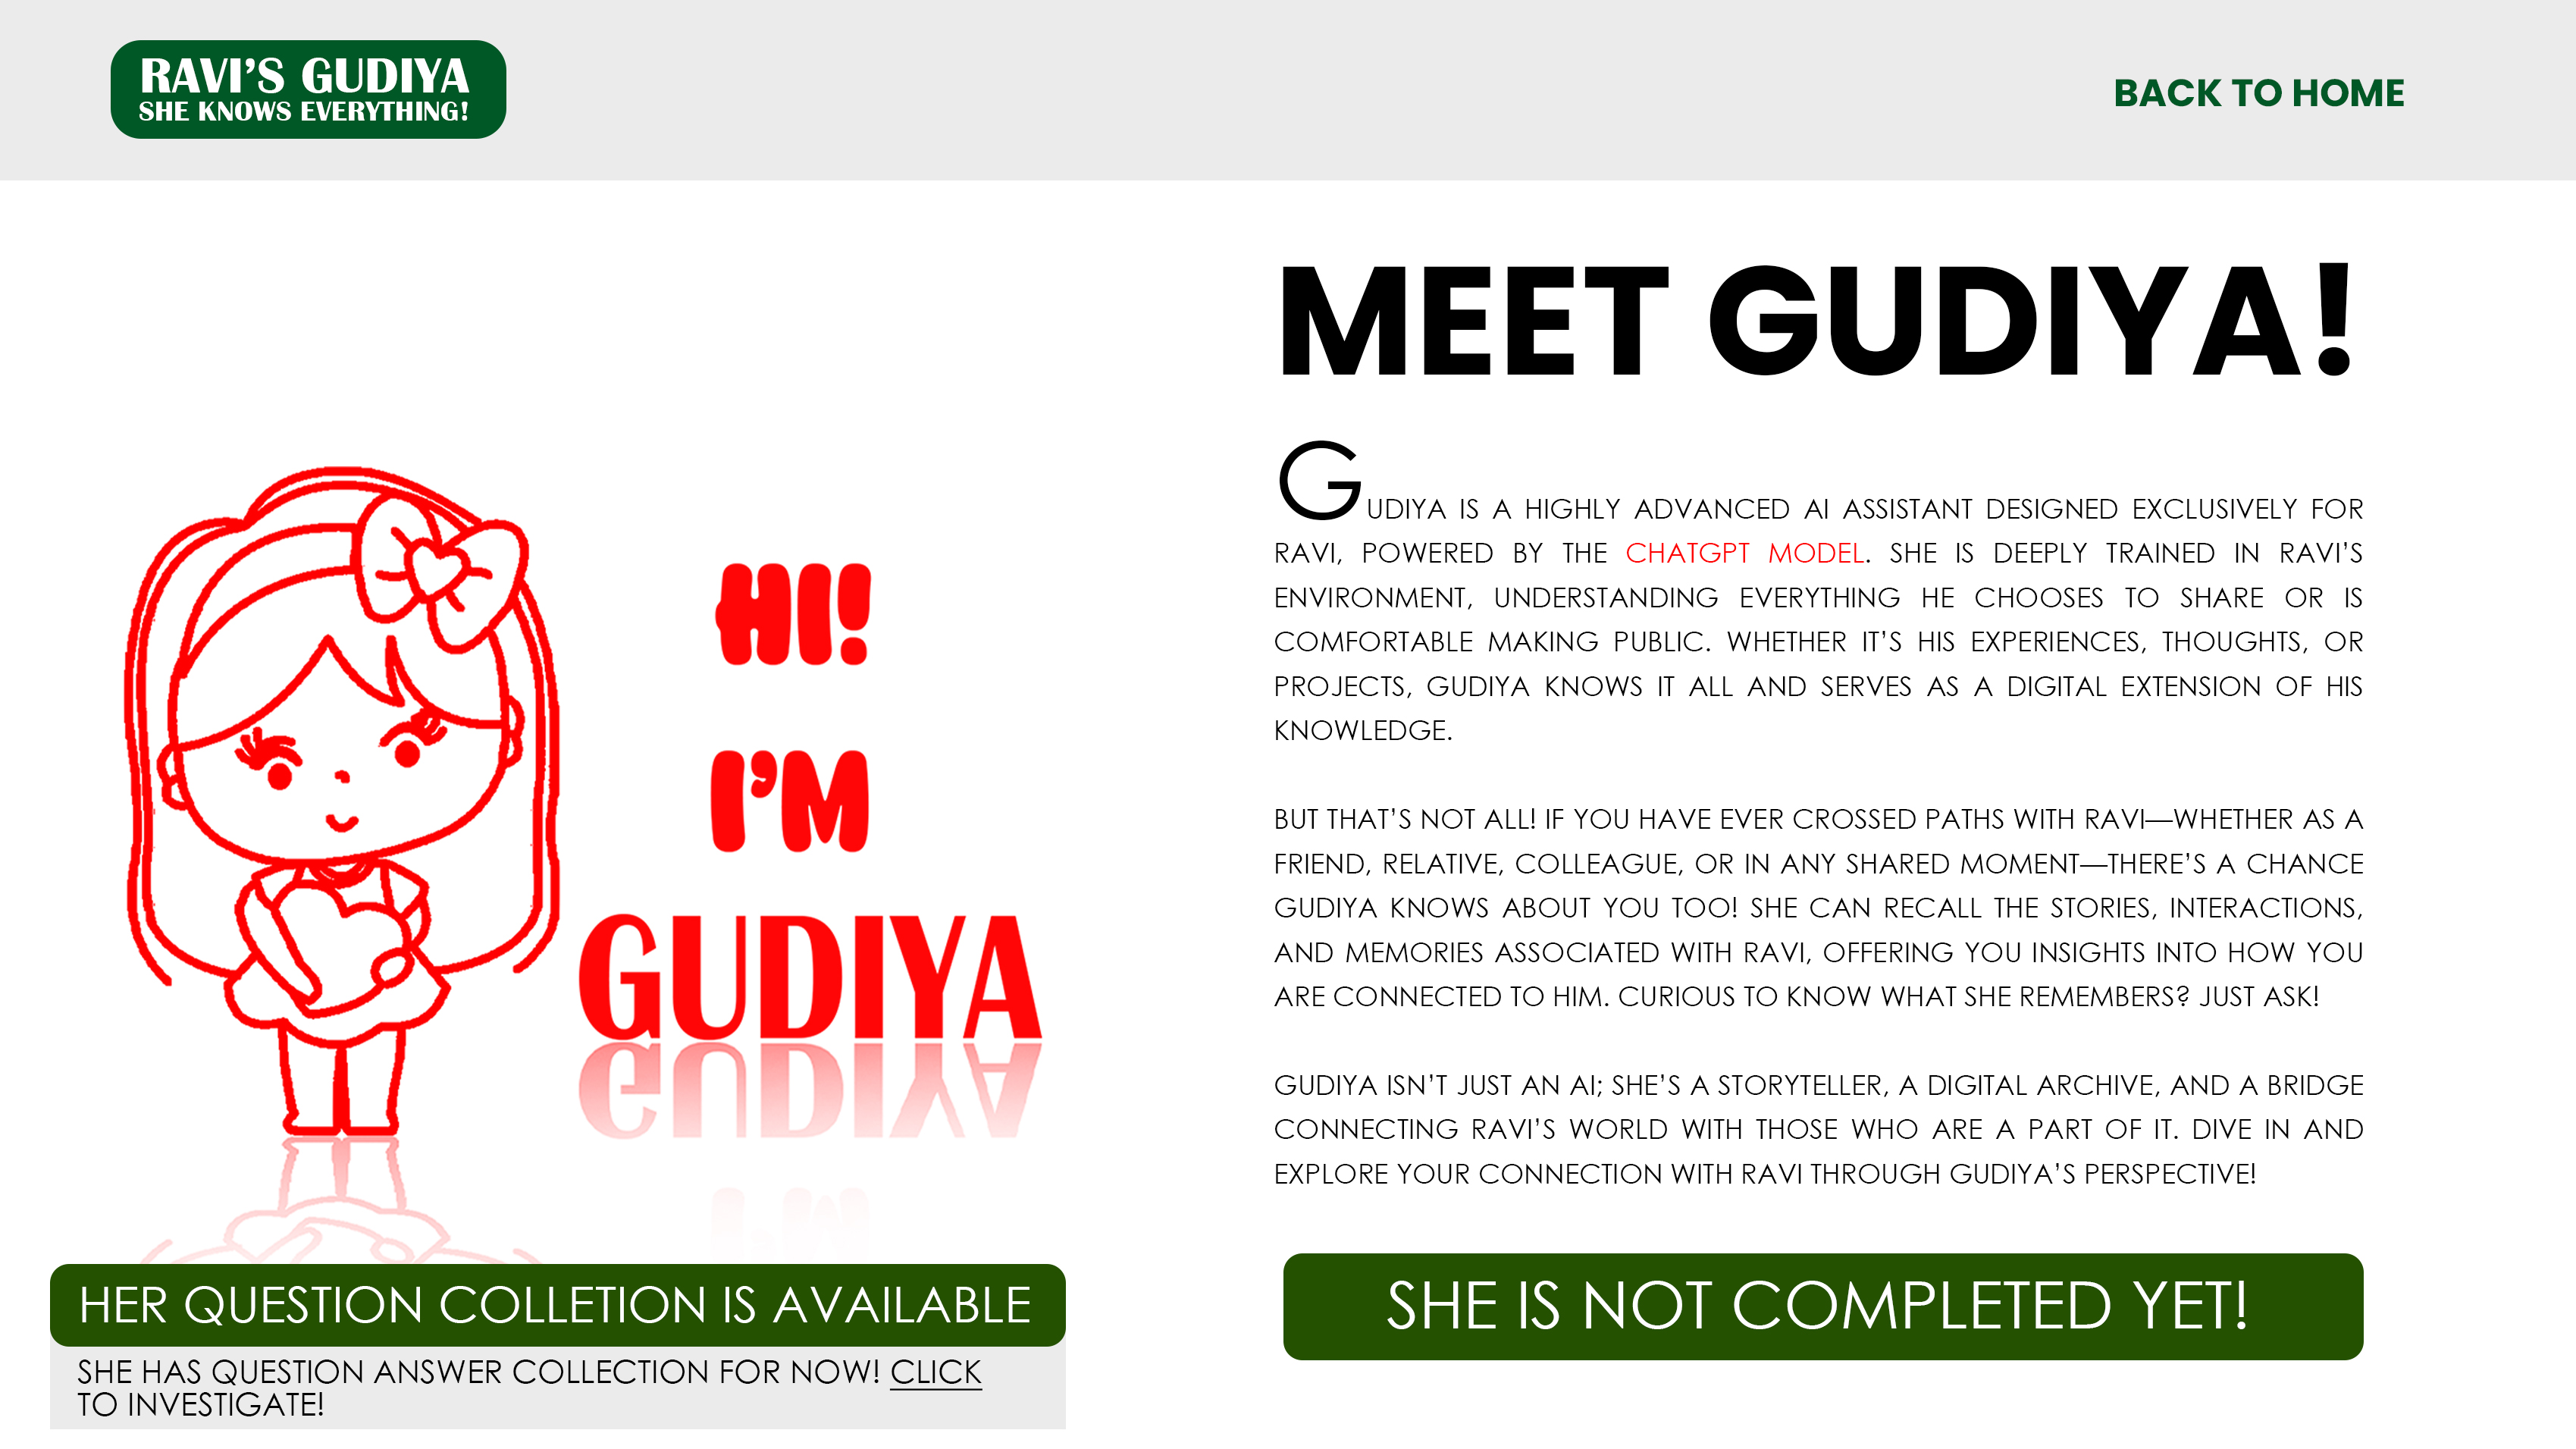 RAVI'S GUDIYA
SHE KNOWS EVERYTHING!
BACK TO HOME
MEET GUDIYA!
GUDIYA IS A HIGHLY ADVANCED AI ASSISTANT DESIGNED EXCLUSIVELY FOR
RAVI, POWERED BY THE CHATGPT MODEL. SHE IS DEEPLY TRAINED IN RAVI'S
ENVIRONMENT, UNDERSTANDING EVERYTHING HE CHOOSES TO SHARE OR IS
COMFORTABLE MAKING PUBLIC. WHETHER IT'S HIS EXPERIENCES, THOUGHTS, OR
PROJECTS, GUDIYA KNOWS IT ALL AND SERVES AS A DIGITAL EXTENSION OF HIS
KNOWLEDGE.
BUT THAT'S NOT ALL! IF YOU HAVE EVER CROSSED PATHS WITH RAVI—WHETHER AS A
FRIEND, RELATIVE, COLLEAGUE, OR IN ANY SHARED MOMENT—THERE'S A CHANCE
GUDIYA KNOWS ABOUT YOU TOO! SHE CAN RECALL THE STORIES, INTERACTIONS,
AND MEMORIES ASSOCIATED WITH RAVI, OFFERING YOU INSIGHTS INTO HOW YOU
ARE CONNECTED TO HIM. CURIOUS TO KNOW WHAT SHE REMEMBERS? JUST ASK!
GUDIYA ISN'T JUST AN AI; SHE'S A STORYTELLER, A DIGITAL ARCHIVE, AND A BRIDGE
CONNECTING RAVI'S WORLD WITH THOSE WHO ARE A PART OF IT. DIVE IN AND
EXPLORE YOUR CONNECTION WITH RAVI THROUGH GUDIYA'S PERSPECTIVE!
SHE IS NOT COMPLETED YET!
HI!
I'M
GUDIYA
HER QUESTION COLLETION IS AVAILABLE
SHE HAS QUESTION ANSWER COLLECTION FOR NOW! CLICK
TO INVESTIGATE!